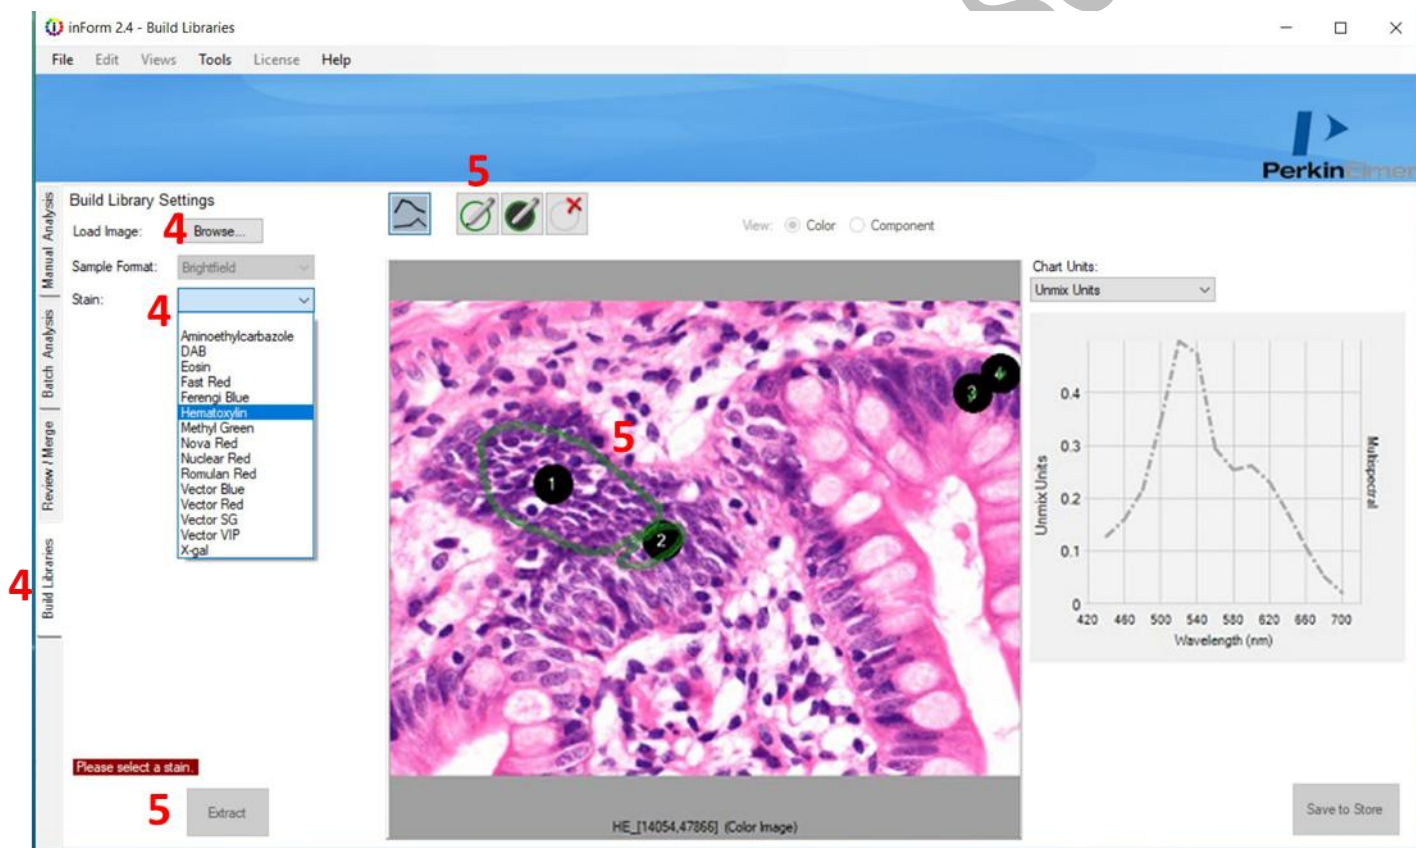 inForm 2.4 - Build Libraries
File Edit Views Tools License Help
PerkinElmer
5
Manual Analysis
Batch Analysis
Review / Merge
Build Libraries
4
Build Library Settings
Load Image: 4 Browse...
Sample Format: Brightfield
Stain:
4
Aminoethylcarbazole
DAB
Eosin
Fast Red
Ferengi Blue
Hematoxylin
Methyl Green
Nova Red
Nuclear Red
Romulan Red
Vector Blue
Vector Red
Vector SG
Vector VIP
X-gal
Please select a stain.
5 Extract
View: Color Component
1
2
3
4
5
HE_[14054,47866] (Color Image)
Chart Units:
Unmix Units
Unmix Units
0.4
0.3
0.2
0.1
0
420 460 500 540 580 620 660 700
Wavelength (nm)
Multispectral
Save to Store